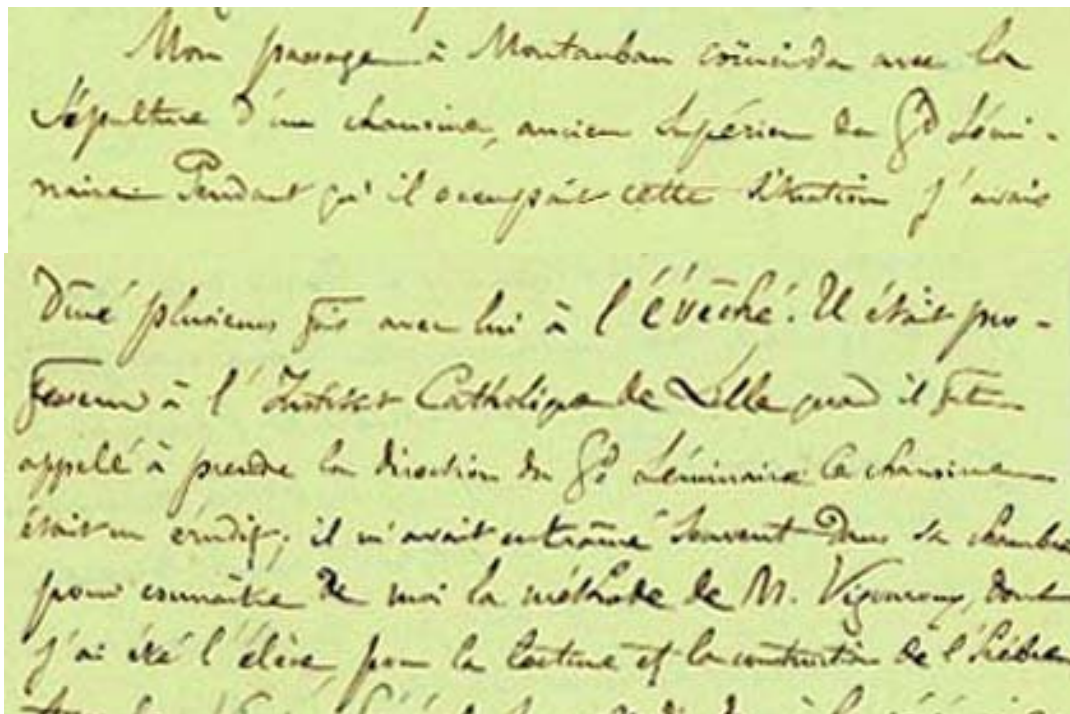 Mon passage à Montauban coïncida avec la
Sépulture d'un chanoine, ancien Supérieur du Gd Sémi-
naire. Pendant qu'il occupait cette situation j'avais
dîné plusieurs fois avec lui à l'évêché. Il était pro-
fesseur à l'Institut Catholique de Lille quand il fut
appelé à prendre la direction du Gd Séminaire. Ce chanoine
était un érudit, il m'avait entraîné souvent dans sa chambre
pour connaître de moi la méthode de M. Vigouroux, dont
j'ai été l'élève, pour la lecture et la construction de l'hébreu